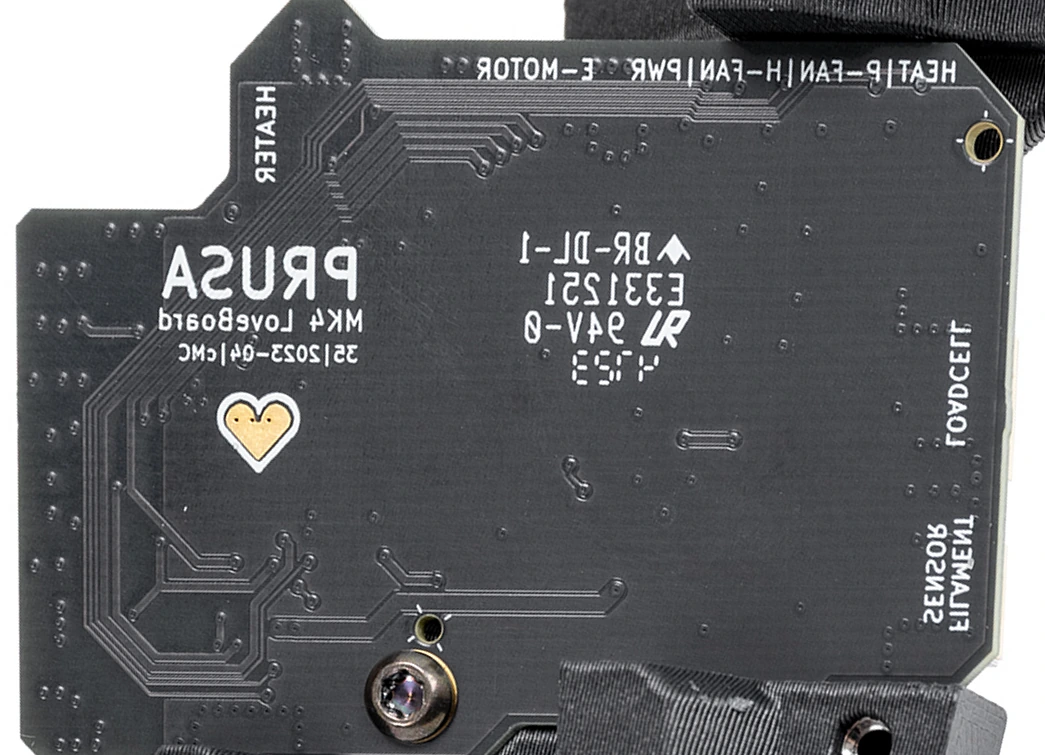 HEAT|P-FAN|H-FAN|PWR E-MOTOR
HEATER
PRUSA
MK4 LoveBoard
35|2023-04|cMC
BR-DL-1
E331251
94V-0
4723
LOADCELL
FILAMENT
SENSOR